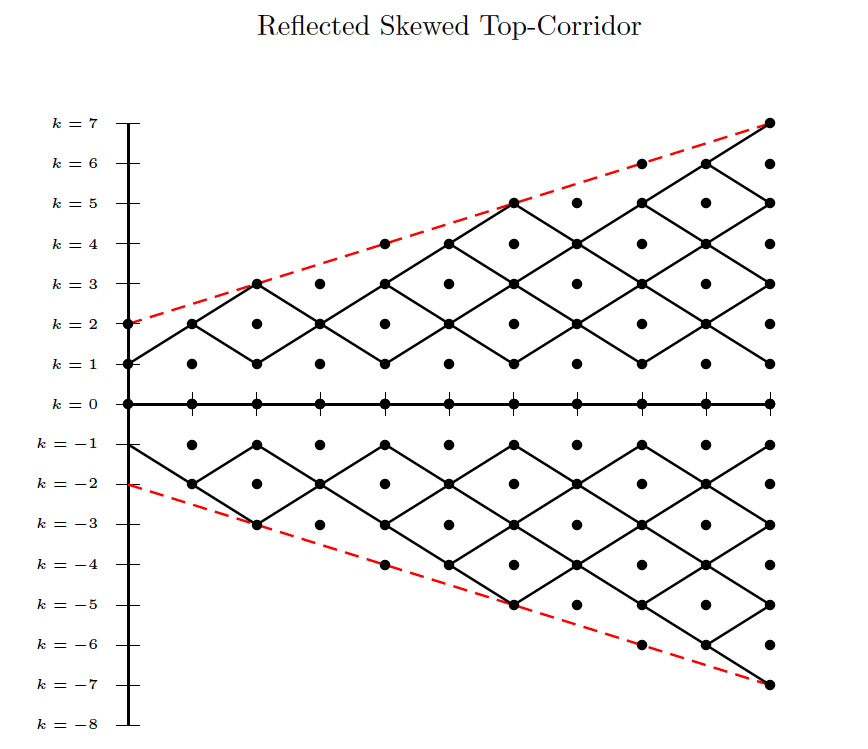 Reflected Skewed Top-Corridor
k = 7
k = 6
k = 5
k = 4
k = 3
k = 2
k = 1
k = 0
k = −1
k = −2
k = −3
k = −4
k = −5
k = −6
k = −7
k = −8